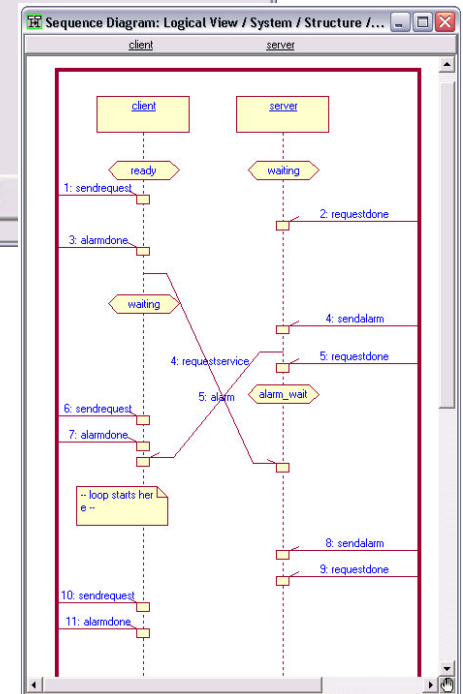 Sequence Diagram: Logical View / System / Structure /...
client server
client server
ready waiting
1: sendrequest
2: requestdone
3: alarmdone
waiting
4: sendalarm
4: requestservice
5: requestdone
5: alarm
alarm_wait
6: sendrequest
7: alarmdone
-- loop starts her
e --
8: sendalarm
9: requestdone
10: sendrequest
11: alarmdone